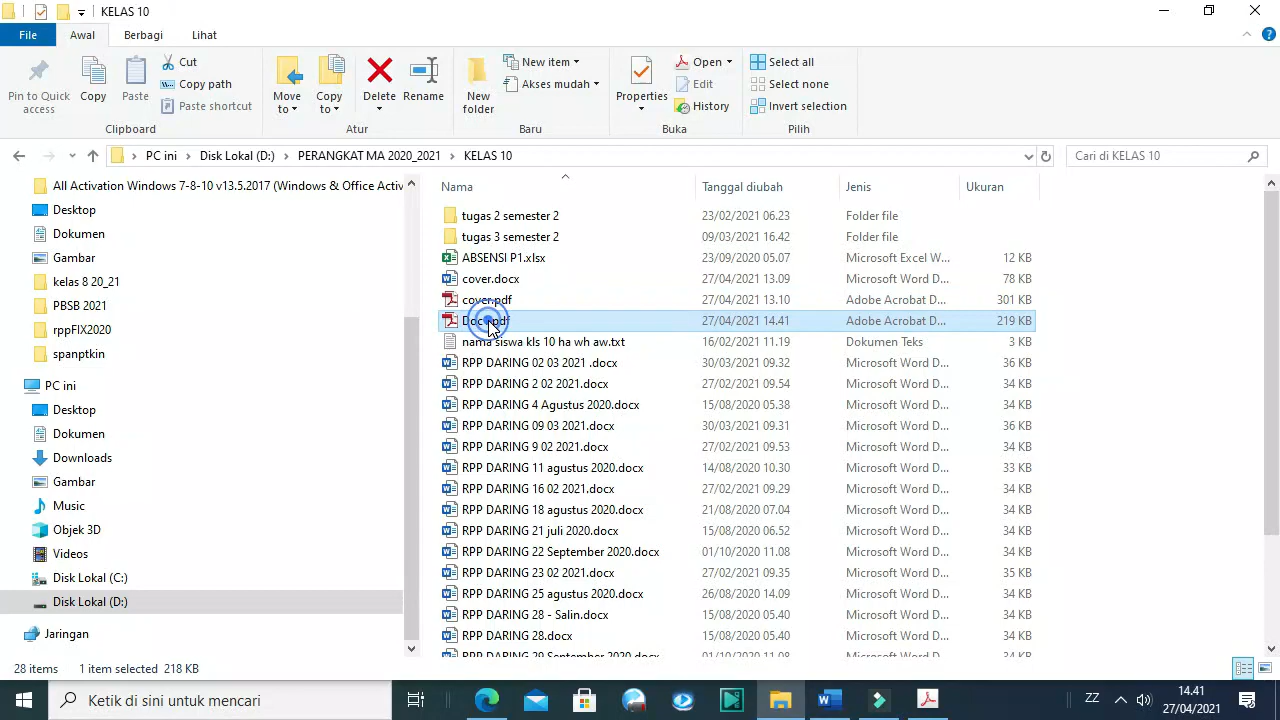 KELAS 10
File Awal Berbagi Lihat
Pin to Quick access
Copy
Paste
Cut
Copy path
Paste shortcut
Clipboard
Move to
Copy to
Delete
Rename
Atur
New folder
New item
Akses mudah
Baru
Properties
Open
Edit
History
Buka
Select all
Select none
Invert selection
Pilih
PC ini > Disk Lokal (D:) > PERANGKAT MA 2020_2021 > KELAS 10
Cari di KELAS 10
All Activation Windows 7-8-10 v13.5.2017 (Windows & Office Activ
Desktop
Dokumen
Gambar
kelas 8 20_21
PBSB 2021
rppFIX2020
spanptkin
PC ini
Desktop
Dokumen
Downloads
Gambar
Music
Objek 3D
Videos
Disk Lokal (C:)
Disk Lokal (D:)
Jaringan
Nama Tanggal diubah Jenis Ukuran
tugas 2 semester 2 23/02/2021 06.23 Folder file
tugas 3 semester 2 09/03/2021 16.42 Folder file
ABSENSI P1.xlsx 23/09/2020 05.07 Microsoft Excel W... 12 KB
cover.docx 27/04/2021 13.09 Microsoft Word D... 78 KB
cover.pdf 27/04/2021 13.10 Adobe Acrobat D... 301 KB
27/04/2021 14.41 Adobe Acrobat D... 219 KB
nama siswa kls 10 ha wh aw.txt 16/02/2021 11.19 Dokumen Teks 3 KB
RPP DARING 02 03 2021 .docx 30/03/2021 09.32 Microsoft Word D... 36 KB
RPP DARING 2 02 2021.docx 27/02/2021 09.54 Microsoft Word D... 34 KB
RPP DARING 4 Agustus 2020.docx 15/08/2020 05.38 Microsoft Word D... 34 KB
RPP DARING 09 03 2021.docx 30/03/2021 09.31 Microsoft Word D... 36 KB
RPP DARING 9 02 2021.docx 27/02/2021 09.53 Microsoft Word D... 34 KB
RPP DARING 11 agustus 2020.docx 14/08/2020 10.30 Microsoft Word D... 33 KB
RPP DARING 16 02 2021.docx 27/02/2021 09.29 Microsoft Word D... 34 KB
RPP DARING 18 agustus 2020.docx 21/08/2020 07.04 Microsoft Word D... 34 KB
RPP DARING 21 juli 2020.docx 15/08/2020 06.52 Microsoft Word D... 34 KB
RPP DARING 22 September 2020.docx 01/10/2020 11.08 Microsoft Word D... 34 KB
RPP DARING 23 02 2021.docx 27/02/2021 09.35 Microsoft Word D... 35 KB
RPP DARING 25 agustus 2020.docx 26/08/2020 14.09 Microsoft Word D... 34 KB
RPP DARING 28 - Salin.docx 15/08/2020 05.40 Microsoft Word D... 34 KB
RPP DARING 28.docx 15/08/2020 05.40 Microsoft Word D... 34 KB
RPP DARING 29 September 2020.docx 01/10/2020 11.08 Microsoft Word D... 34 KB
28 items 1 item selected 218 KB
Ketik di sini untuk mencari
ZZ
14.41
27/04/2021